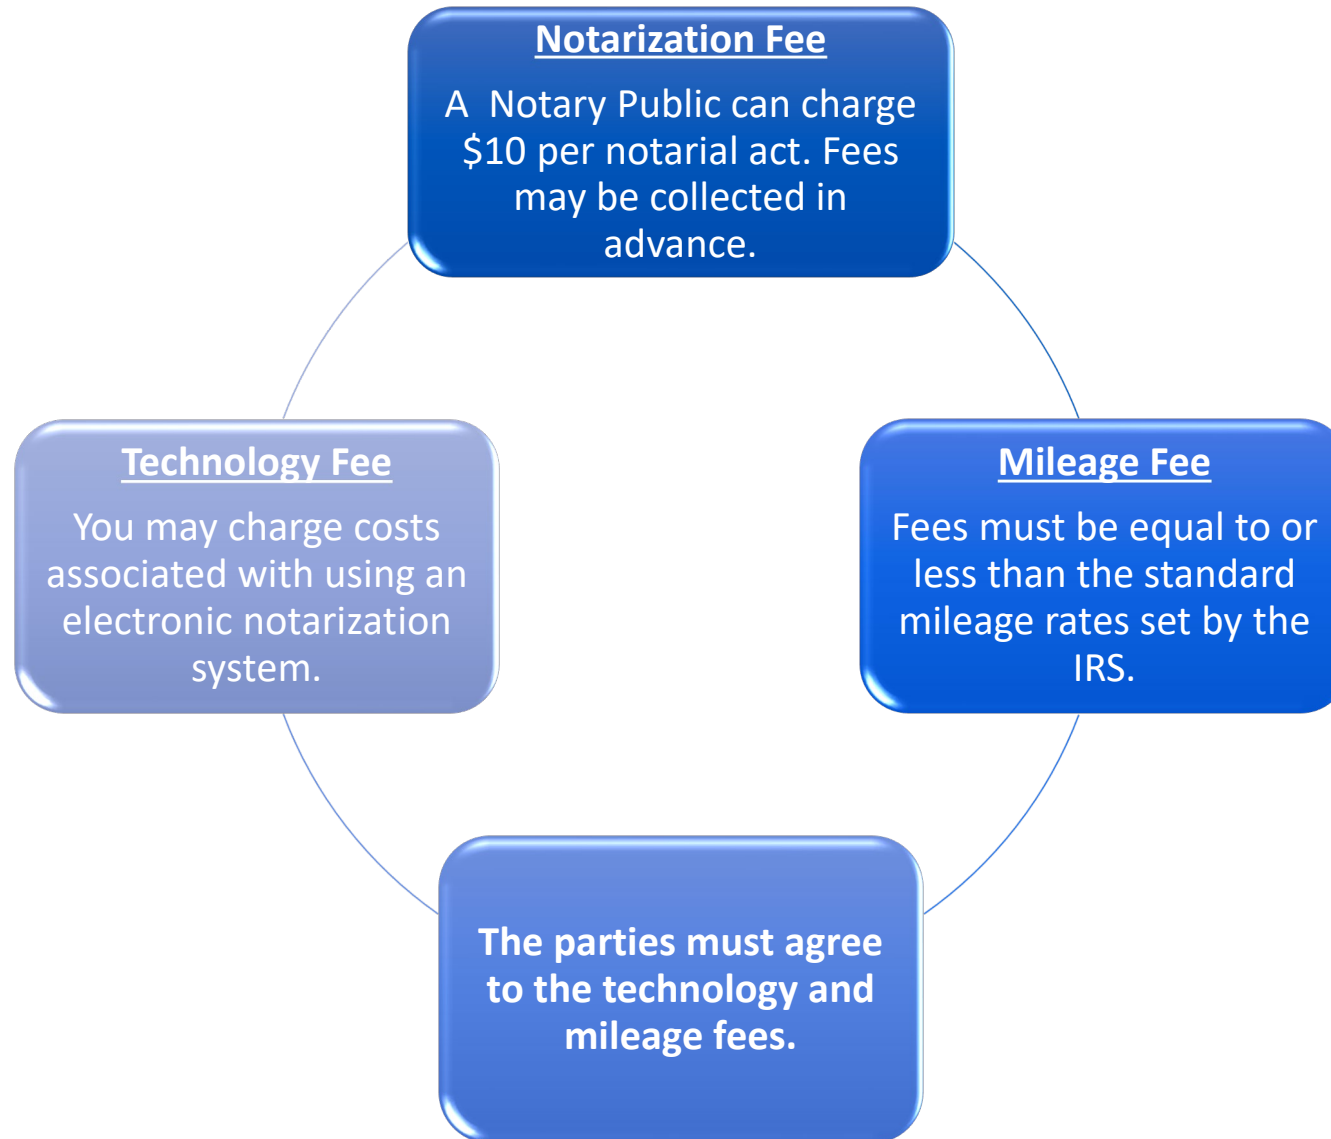 Notarization Fee
A  Notary Public can charge
$10 per notarial act. Fees
may be collected in
advance.
Technology Fee
You may charge costs
associated with using an
electronic notarization
system.
Mileage Fee
Fees must be equal to or
less than the standard
mileage rates set by the
IRS.
The parties must agree
to the technology and
mileage fees.